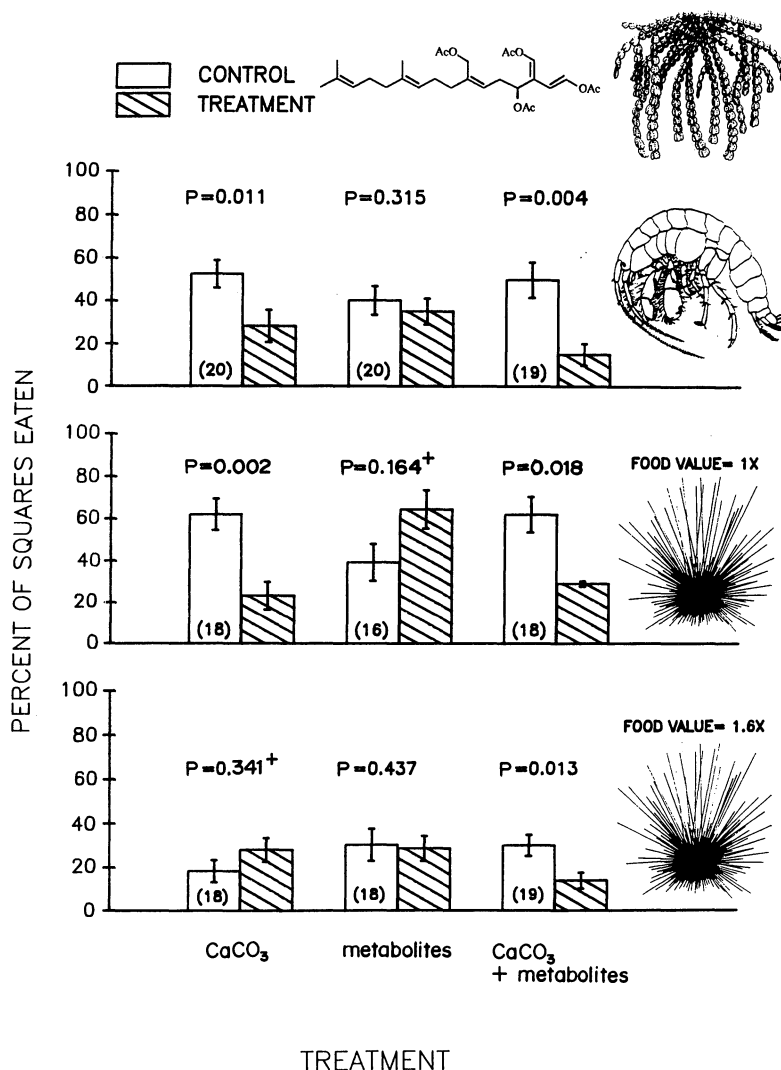 CONTROL
TREATMENT
AcO
AcO
OAc
OAc
PERCENT OF SQUARES EATEN
100
80
60
40
20
0
P=0.011
P=0.315
P=0.004
(20)
(20)
(19)
100
80
60
40
20
0
P=0.002
P=0.164+
P=0.018
FOOD VALUE= 1X
(18)
(16)
(18)
100
80
60
40
20
0
P=0.341+
P=0.437
P=0.013
FOOD VALUE= 1.6X
(18)
(18)
(19)
CaCO₃
metabolites
CaCO₃
+ metabolites
TREATMENT